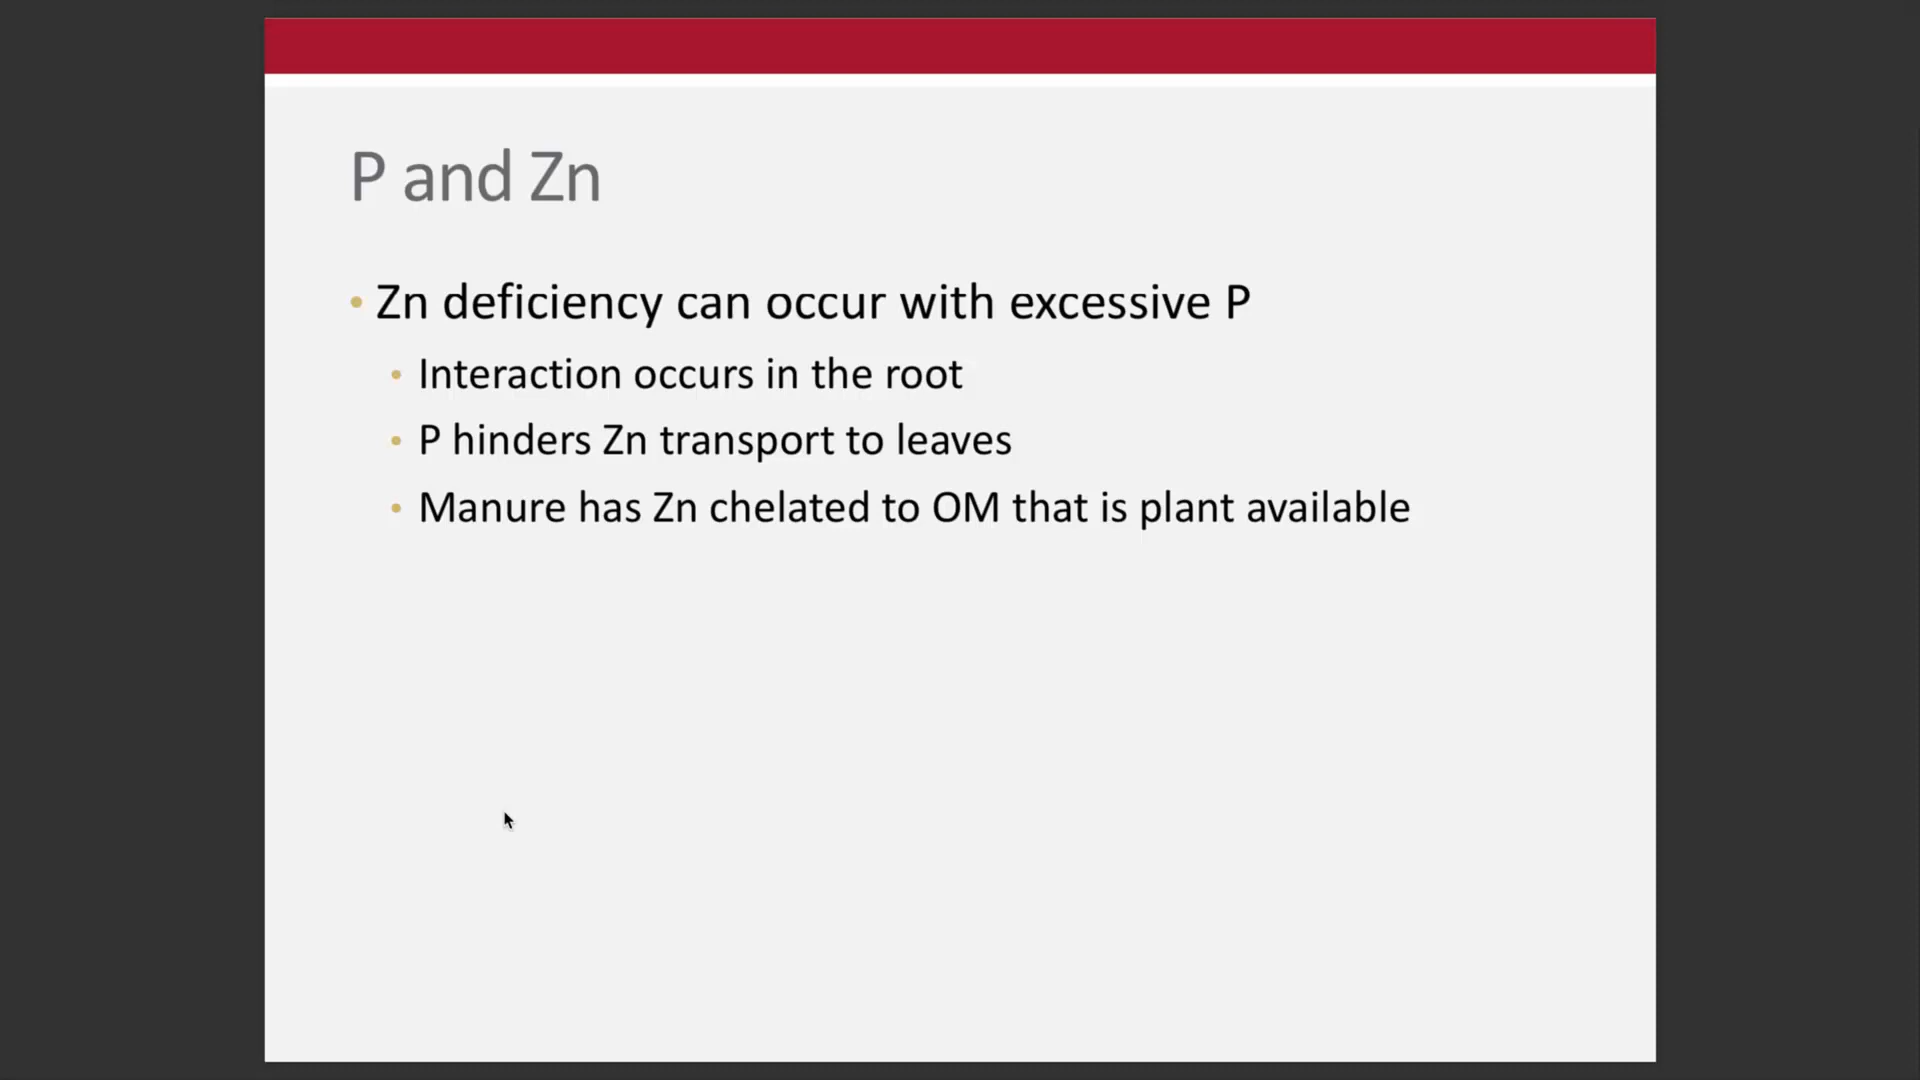 P and Zn
• Zn deficiency can occur with excessive P
• Interaction occurs in the root
• P hinders Zn transport to leaves
• Manure has Zn chelated to OM that is plant available